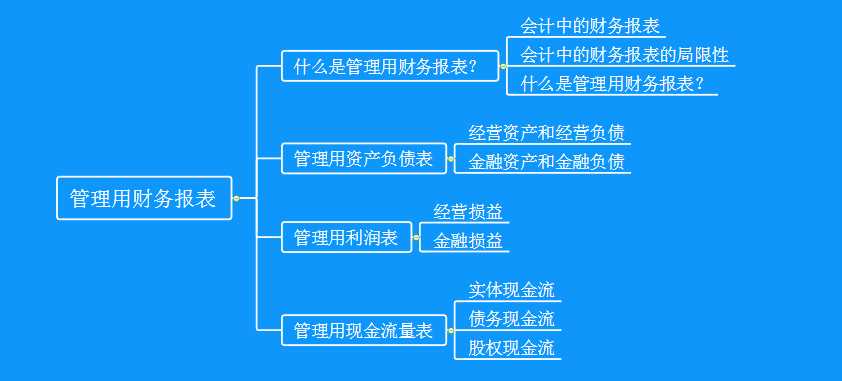 管理用财务报表
什么是管理用财务报表？
会计中的财务报表
会计中的财务报表的局限性
什么是管理用财务报表？
管理用资产负债表
经营资产和经营负债
金融资产和金融负债
管理用利润表
经营损益
金融损益
管理用现金流量表
实体现金流
债务现金流
股权现金流